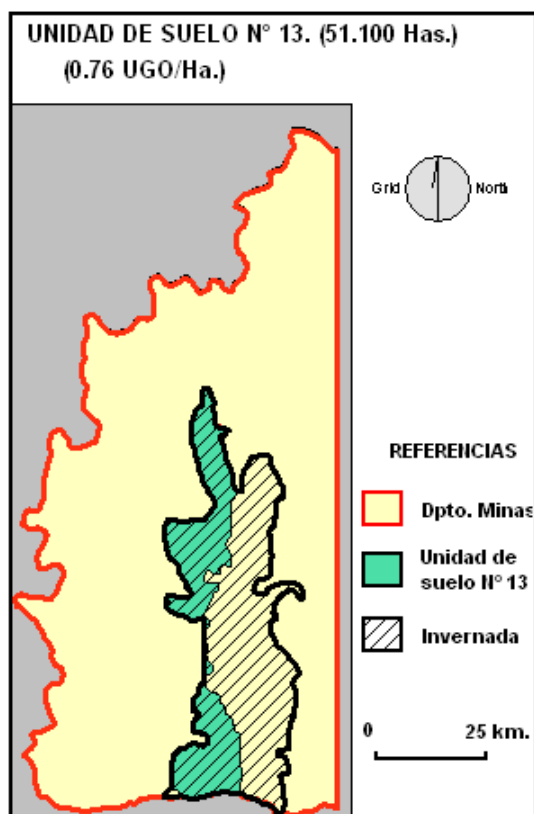 UNIDAD DE SUELO N° 13. (51.100 Has.)
(0.76 UGO/Ha.)
Grid North
REFERENCIAS
Dpto. Minas
Unidad de
suelo N° 13
Invernada
0 25 km.